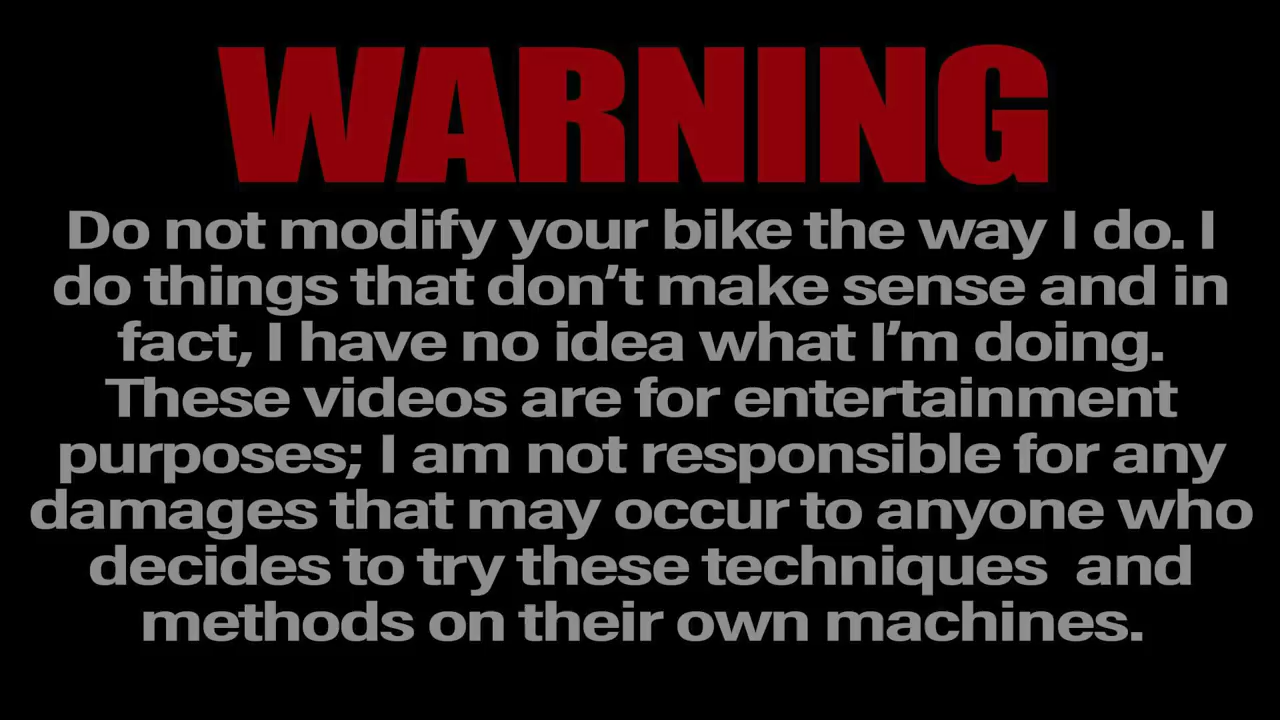 WARNING
Do not modify your bike the way I do. I
do things that don’t make sense and in
fact, I have no idea what I’m doing.
These videos are for entertainment
purposes; I am not responsible for any
damages that may occur to anyone who
decides to try these techniques  and
methods on their own machines.